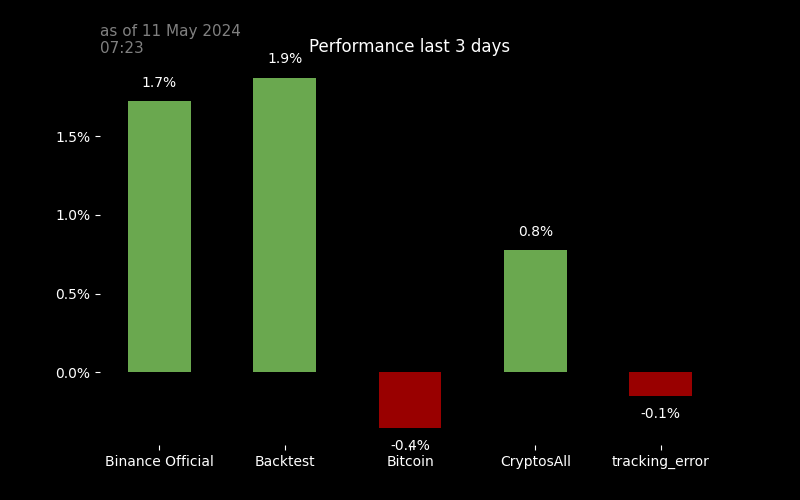 as of 11 May 2024
07:23
Performance last 3 days
1.7%
1.9%
-0.4%
0.8%
-0.1%
1.5%
1.0%
0.5%
0.0%
Binance Official
Backtest
Bitcoin
CryptosAll
tracking_error